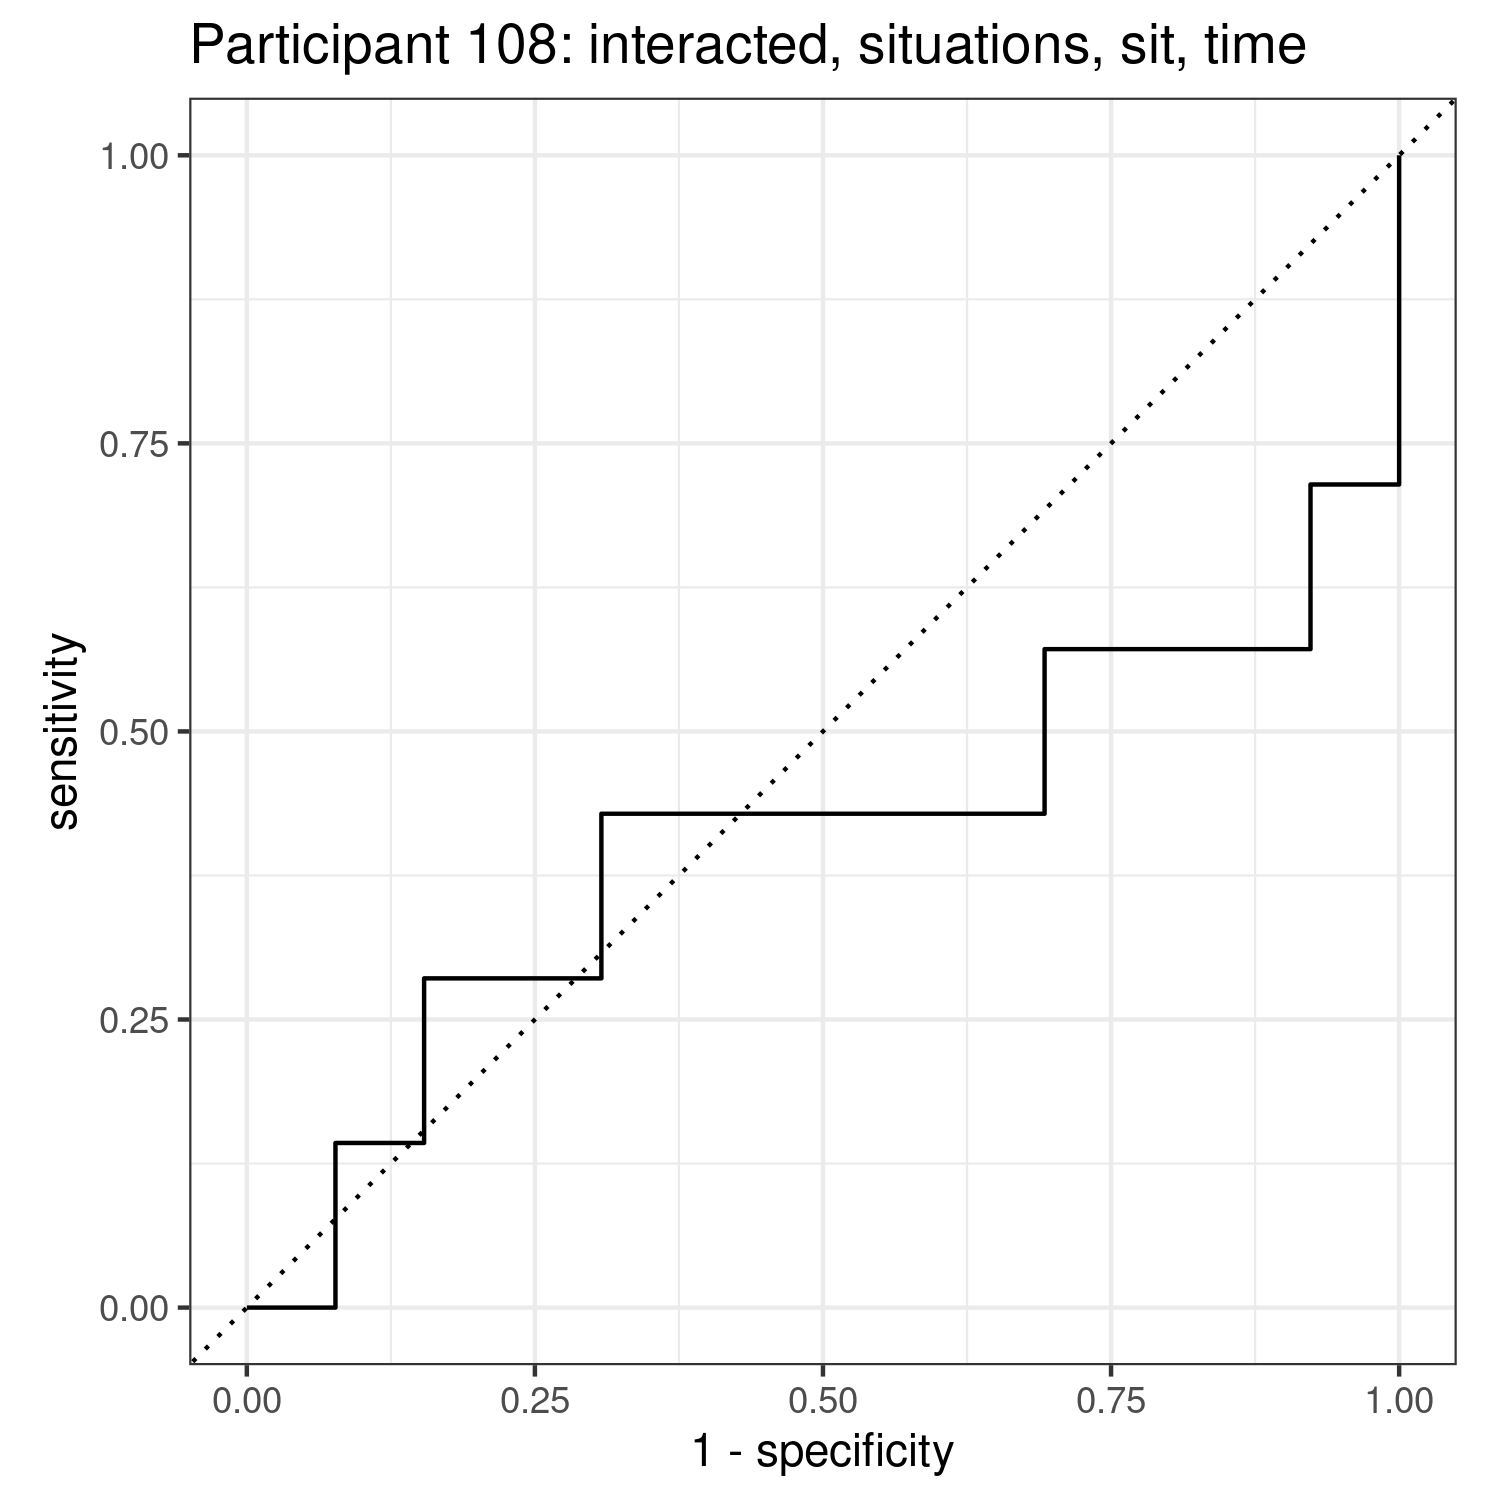 Participant 108: interacted, situations, sit, time
1.00
0.75
0.50
0.25
0.00
sensitivity
0.00 0.25 0.50 0.75 1.00
1 - specificity